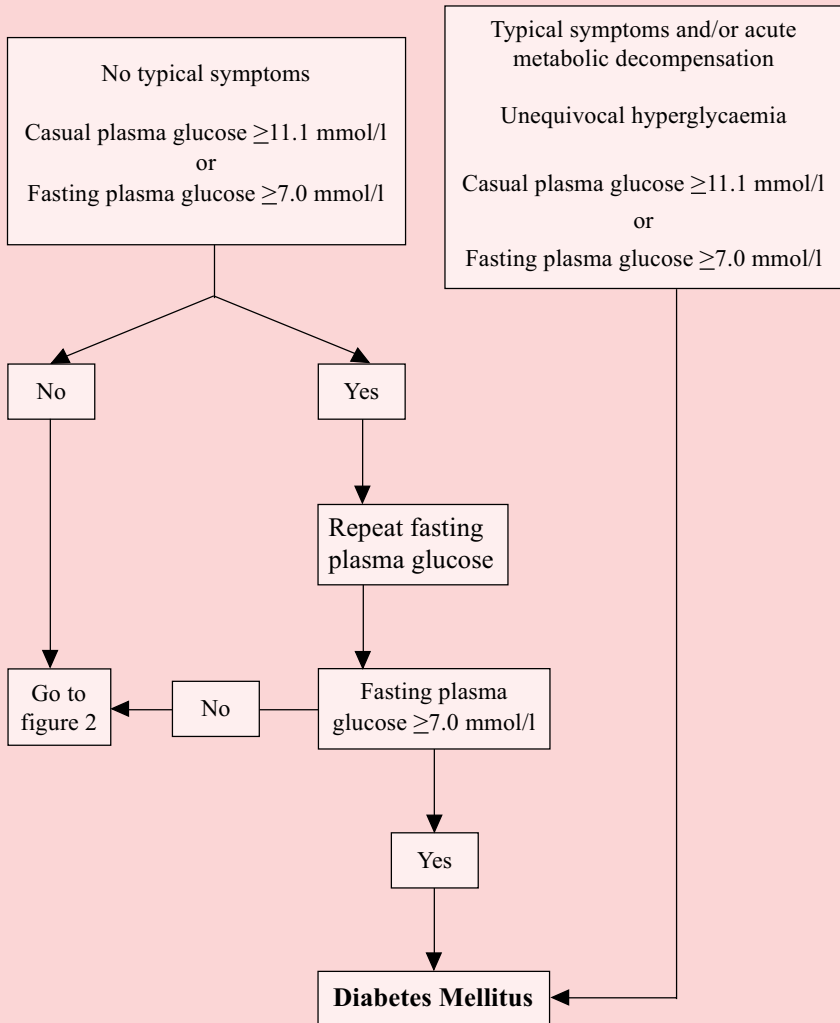 No typical symptoms
Casual plasma glucose ≥11.1 mmol/l
or
Fasting plasma glucose ≥7.0 mmol/l
Typical symptoms and/or acute
metabolic decompensation
Unequivocal hyperglycaemia
Casual plasma glucose ≥11.1 mmol/l
or
Fasting plasma glucose ≥7.0 mmol/l
No
Yes
Repeat fasting
plasma glucose
Go to
figure 2
No
Fasting plasma
glucose ≥7.0 mmol/l
Yes
Diabetes Mellitus